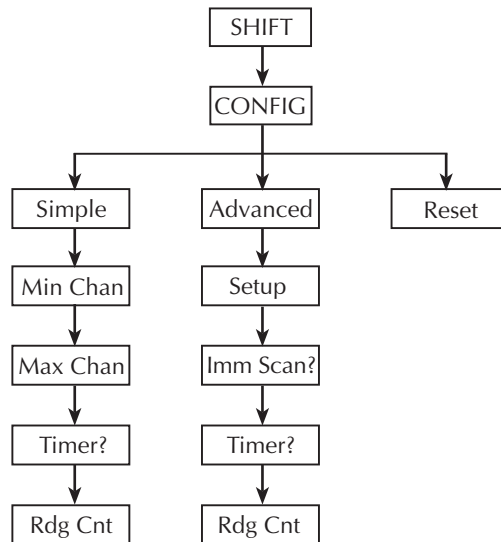 SHIFT
CONFIG
Simple
Advanced
Reset
Min Chan
Setup
Max Chan
Imm Scan?
Timer?
Timer?
Rdg Cnt
Rdg Cnt